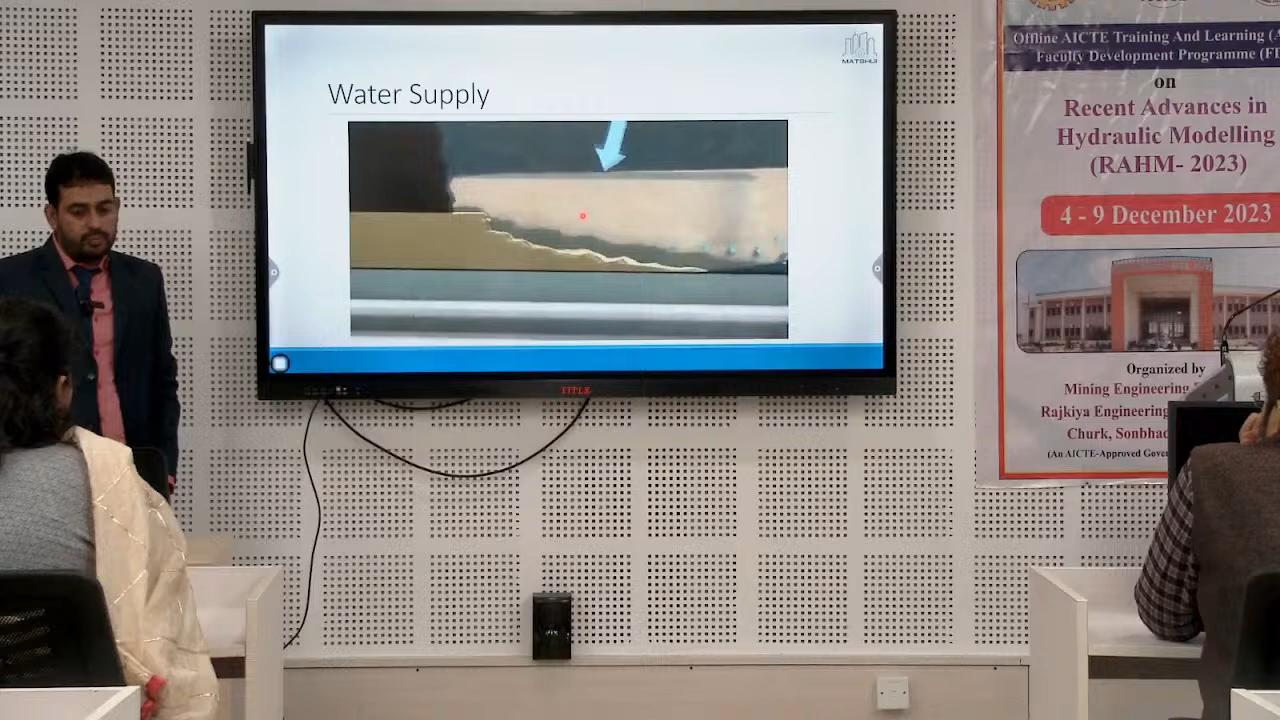 MATSHUI
Water Supply
TITLE
Offline AICTE Training And Learning
Faculty Development Programme
on
Recent Advances in
Hydraulic Modelling
(RAHM- 2023)
4 - 9 December 2023
Organized by
Mining Engineering
Rajkiya Engineering
Churk, Sonbhad
(An AICTE-Approved Gove